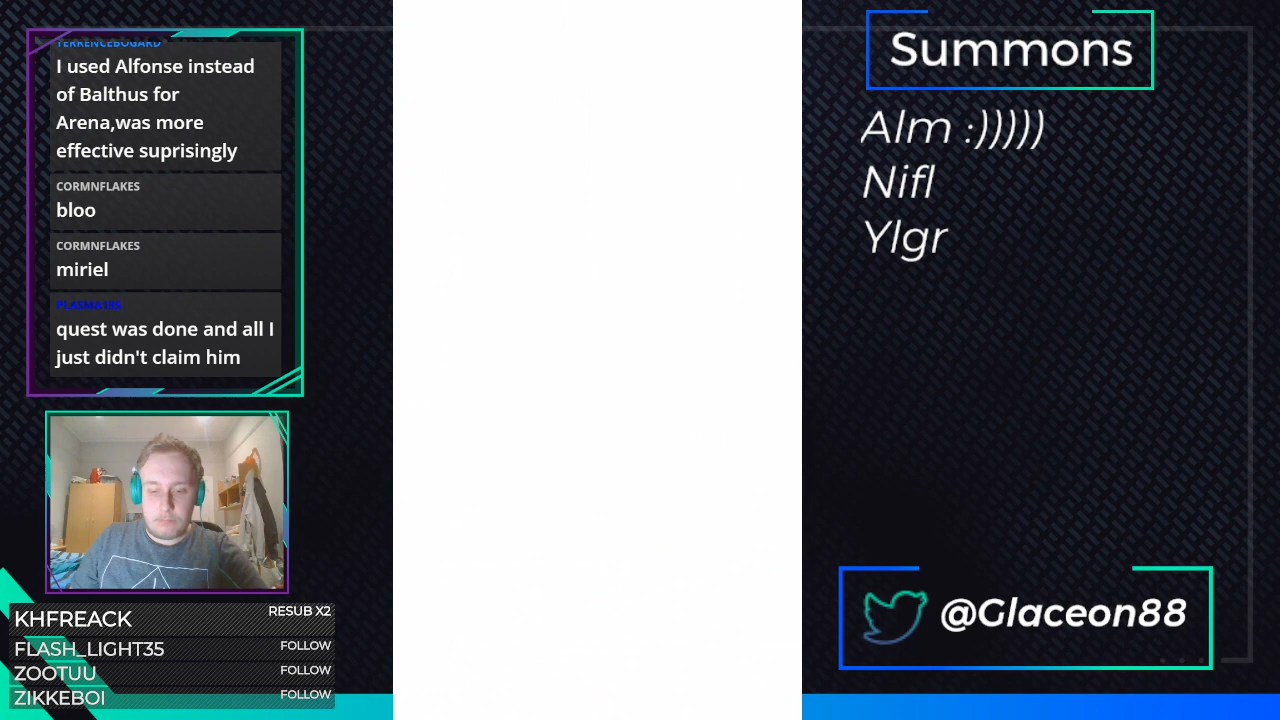 TERRENCEBOGARD
I used Alfonse instead
of Balthus for
Arena,was more
effective suprisingly
CORMNFLAKES
bloo
CORMNFLAKES
miriel
PLASMA185
quest was done and all I
just didn't claim him
KHFREACK RESUB X2
FLASH_LIGHT35 FOLLOW
ZOOTUU FOLLOW
ZIKKEBOI FOLLOW
Summons
Alm :)))))
Nifl
Ylgr
@Glaceon88